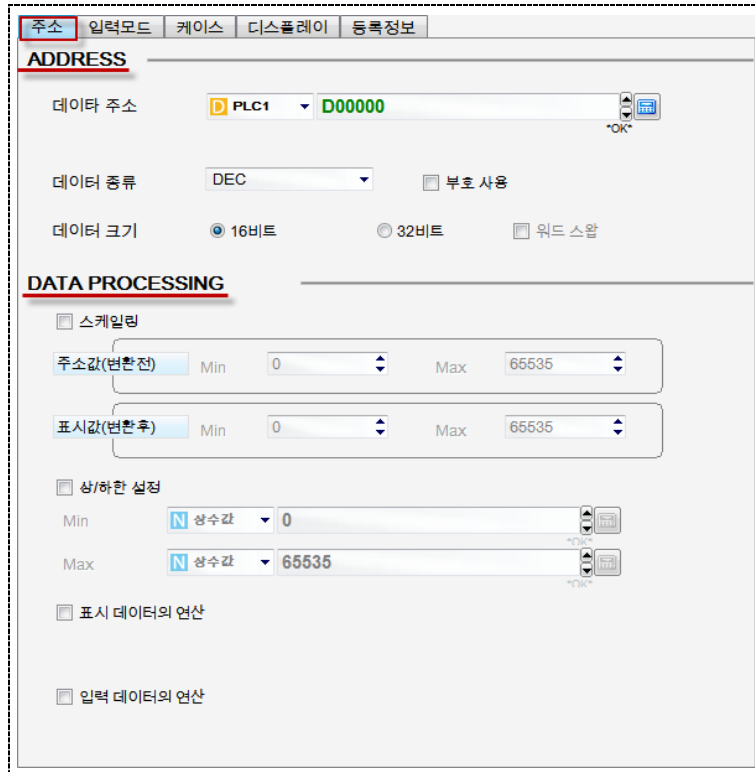 주소 입력모드 케이스 디스플레이 등록정보
ADDRESS
데이타 주소 D PLC1 D00000
*OK*
데이터 종류 DEC 부호 사용
데이터 크기 16비트 32비트 워드 스왑
DATA PROCESSING
스케일링
주소값(변환전) Min 0 Max 65535
표시값(변환후) Min 0 Max 65535
상/하한 설정
Min N 상수값 0
*OK*
Max N 상수값 65535
*OK*
표시 데이터의 연산
입력 데이터의 연산